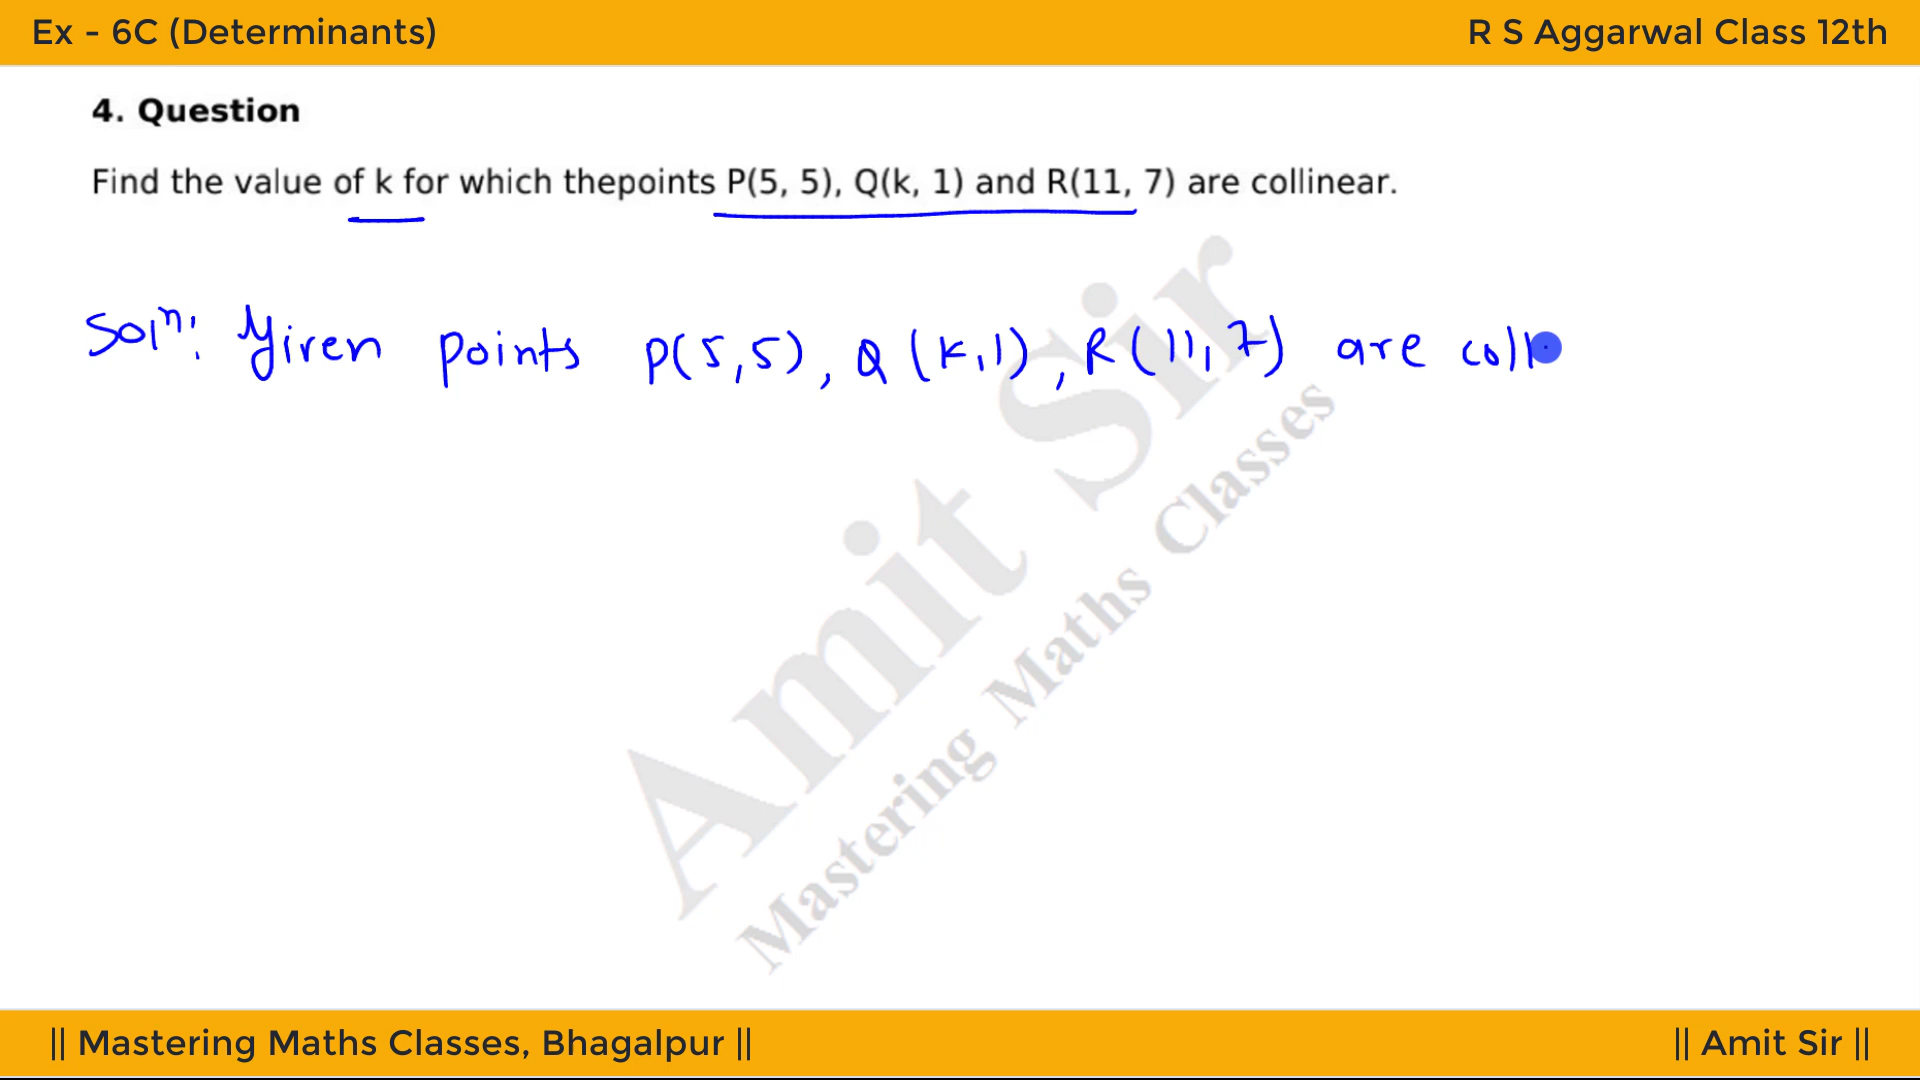 Ex - 6C (Determinants)
R S Aggarwal Class 12th
4. Question
Find the value of k for which thepoints P(5, 5), Q(k, 1) and R(11, 7) are collinear.
Solⁿ: Given points P(5,5), Q(k,1), R(11,7) are coll
Amit Sir
Mastering Maths Classes
|| Mastering Maths Classes, Bhagalpur ||
|| Amit Sir ||